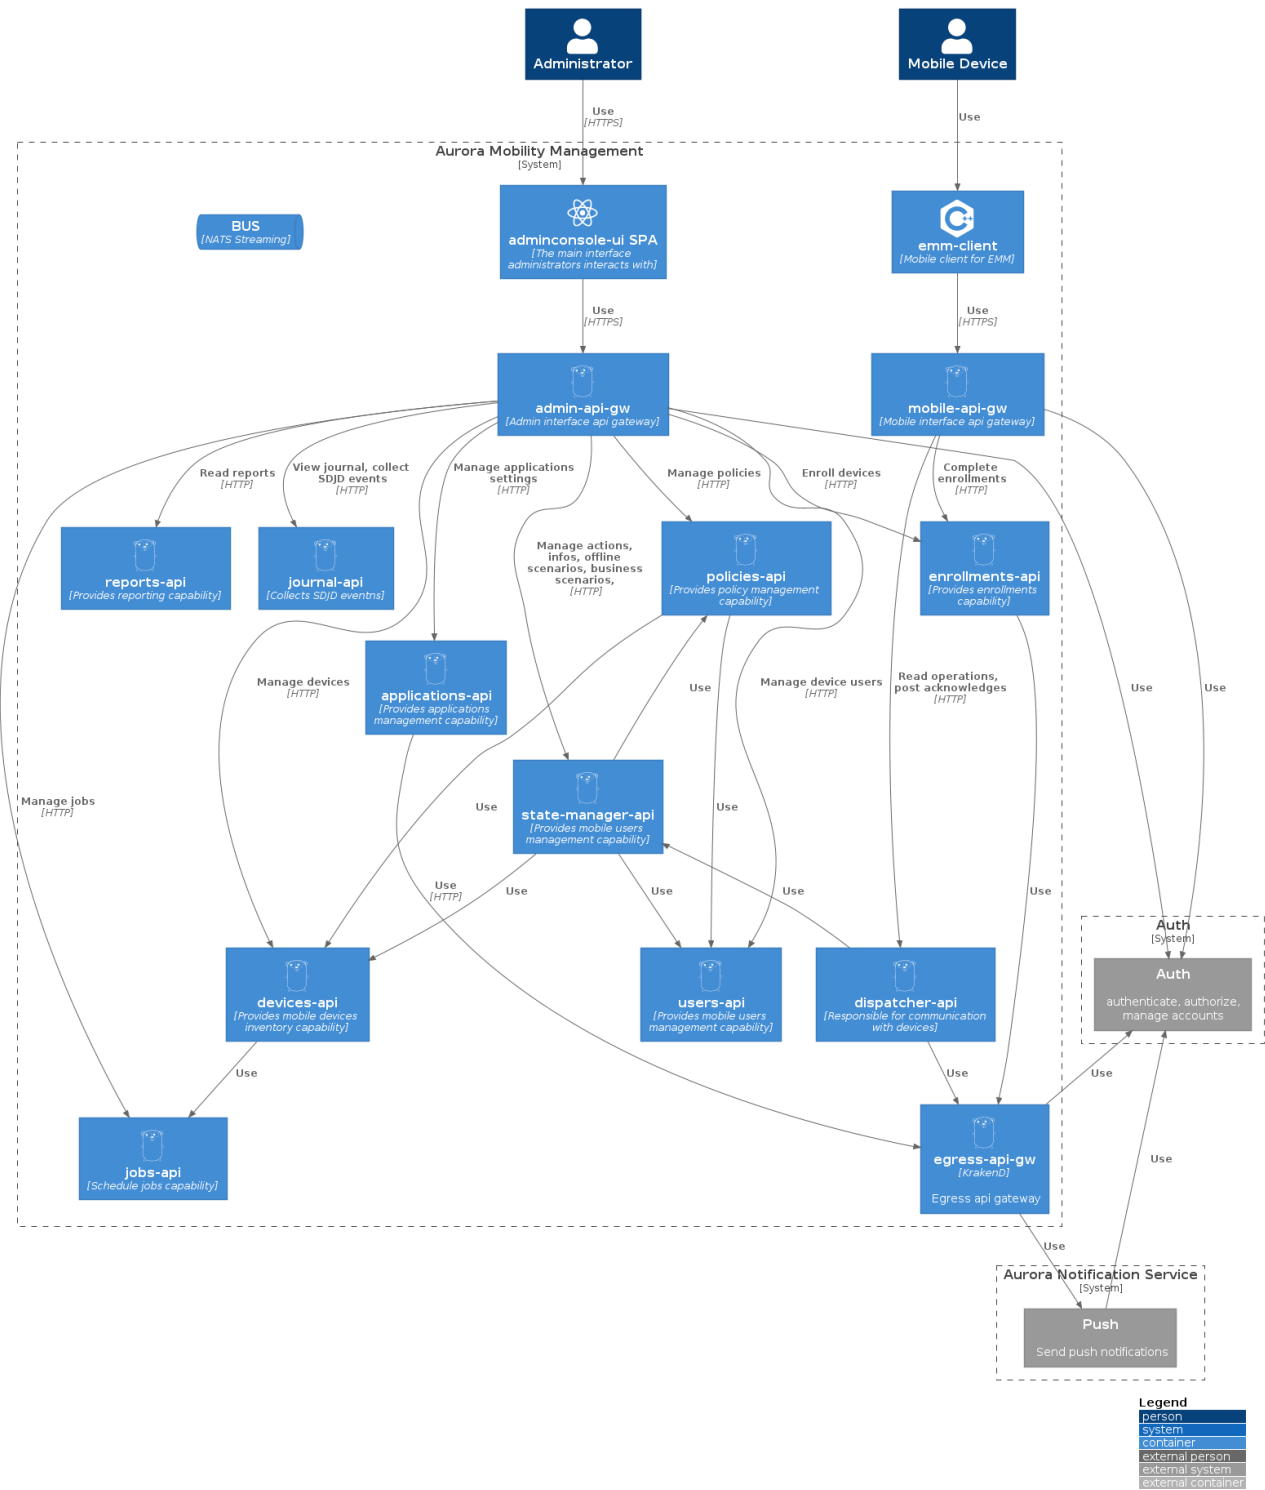 Administrator
Mobile Device
Use
[HTTPS]
Use
Aurora Mobility Management
[System]
BUS
[NATS Streaming]
adminconsole-ui SPA
[The main interface
administrators interacts with]
emm-client
[Mobile client for EMM]
Use
[HTTPS]
Use
[HTTPS]
admin-api-gw
[Admin interface api gateway]
mobile-api-gw
[Mobile interface api gateway]
Read reports
[HTTP]
View journal, collect
SDJD events
[HTTP]
Manage applications
settings
[HTTP]
Manage policies
[HTTP]
Enroll devices
[HTTP]
Complete
enrollments
[HTTP]
Manage actions,
infos, offline
scenarios, business
scenarios,
[HTTP]
reports-api
[Provides reporting capability]
journal-api
[Collects SDJD eventns]
policies-api
[Provides policy management
capability]
enrollments-api
[Provides enrollments
capability]
Manage devices
[HTTP]
applications-api
[Provides applications
management capability]
Use
Manage device users
[HTTP]
Read operations,
post acknowledges
[HTTP]
Use
Use
Manage jobs
[HTTP]
Use
state-manager-api
[Provides mobile users
management capability]
Use
Use
[HTTP]
Use
Use
Use
Use
Auth
[System]
Auth
authenticate, authorize,
manage accounts
devices-api
[Provides mobile devices
inventory capability]
users-api
[Provides mobile users
management capability]
dispatcher-api
[Responsible for communication
with devices]
Use
Use
Use
jobs-api
[Schedule jobs capability]
egress-api-gw
[KrakenD]
Egress api gateway
Use
Use
Aurora Notification Service
[System]
Push
Send push notifications
Legend
person
system
container
external person
external system
external container